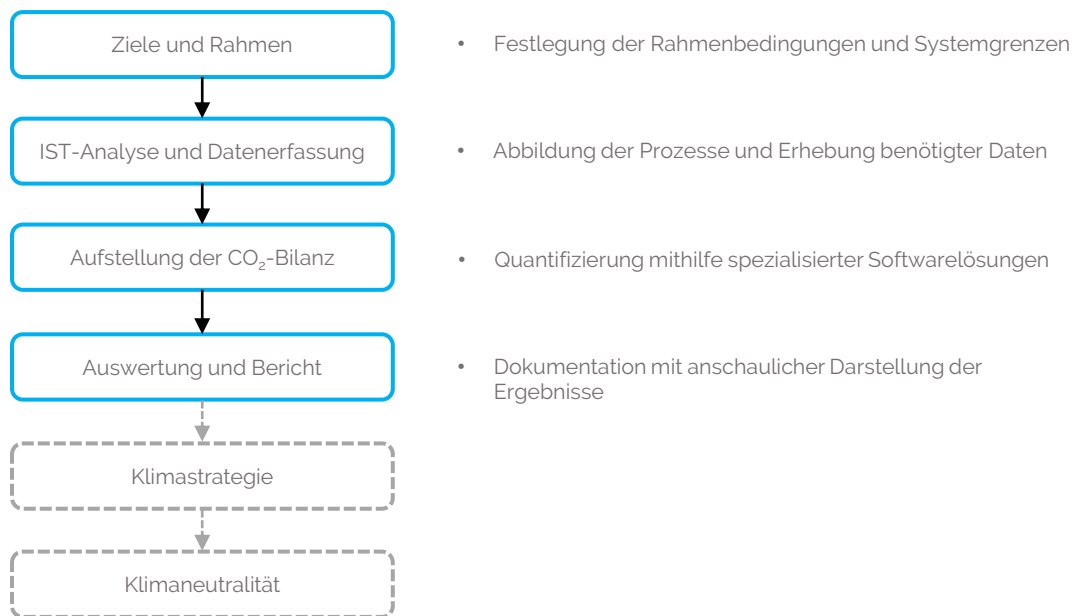 Ziele und Rahmen
• Festlegung der Rahmenbedingungen und Systemgrenzen
IST-Analyse und Datenerfassung
• Abbildung der Prozesse und Erhebung benötigter Daten
Aufstellung der CO₂-Bilanz
• Quantifizierung mithilfe spezialisierter Softwarelösungen
Auswertung und Bericht
• Dokumentation mit anschaulicher Darstellung der
Ergebnisse
Klimastrategie
Klimaneutralität